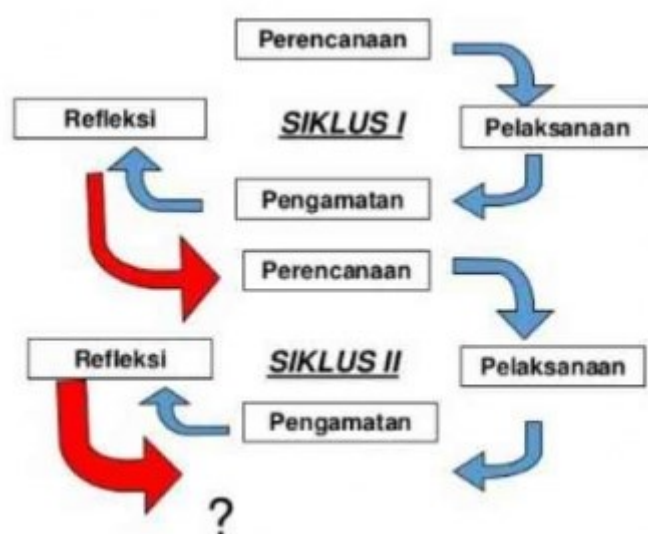 Perencanaan
Refleksi
SIKLUS I
Pelaksanaan
Pengamatan
Perencanaan
Refleksi
SIKLUS II
Pelaksanaan
Pengamatan
?